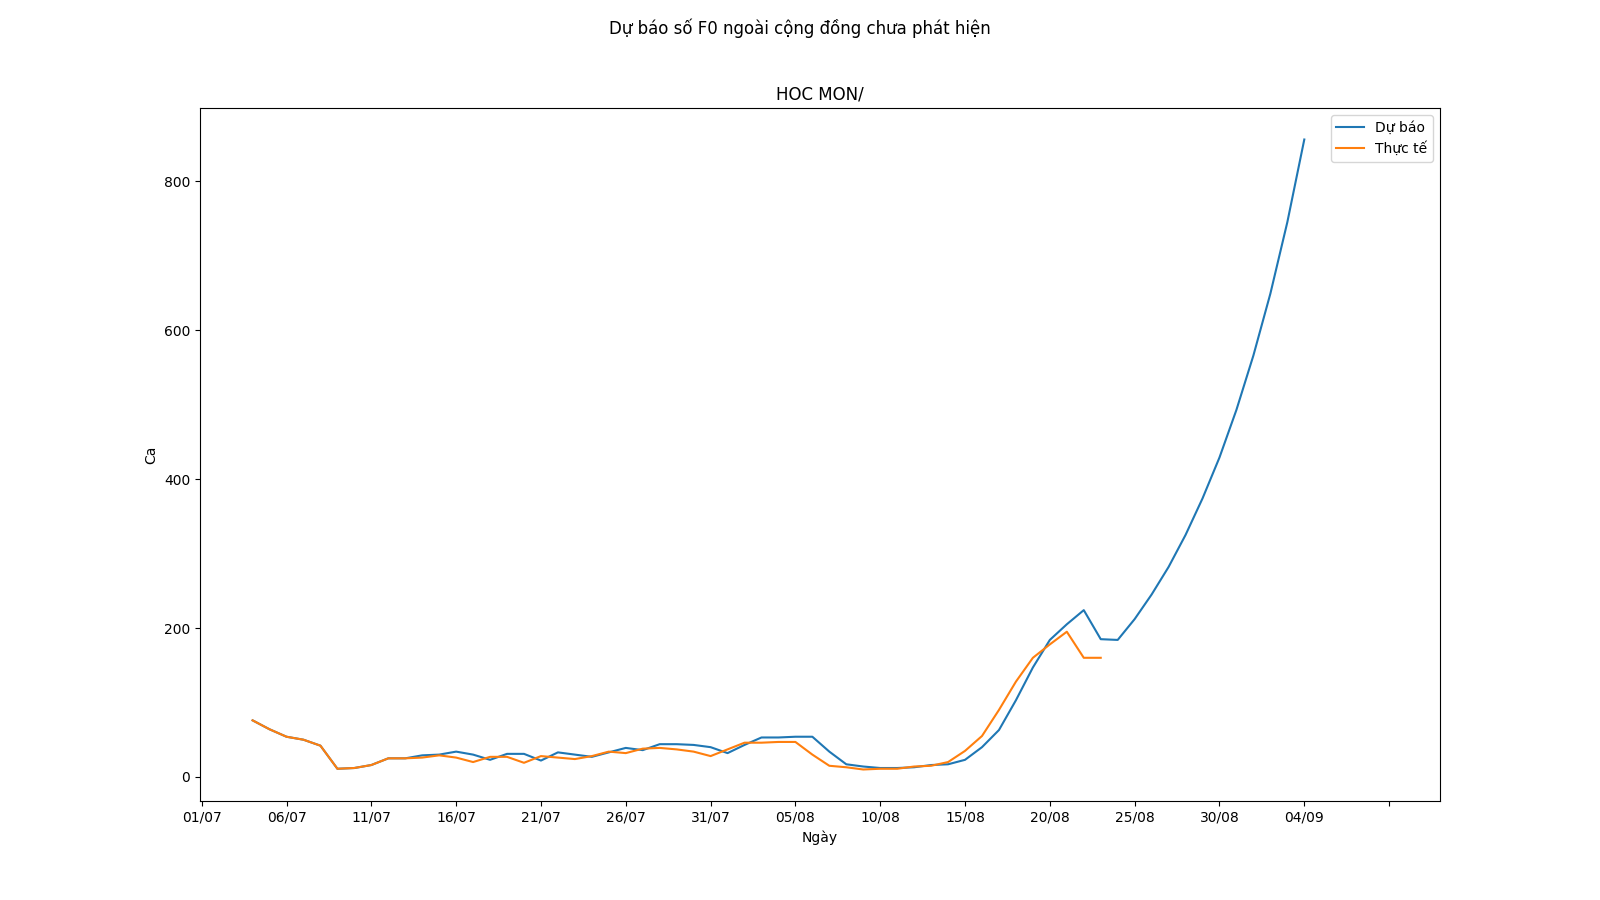 Dự báo số F0 ngoài cộng đồng chưa phát hiện
HOC MON/
Dự báo
Thực tế
800
600
400
200
0
Ca
01/07 06/07 11/07 16/07 21/07 26/07 31/07 05/08 10/08 15/08 20/08 25/08 30/08 04/09
Ngày